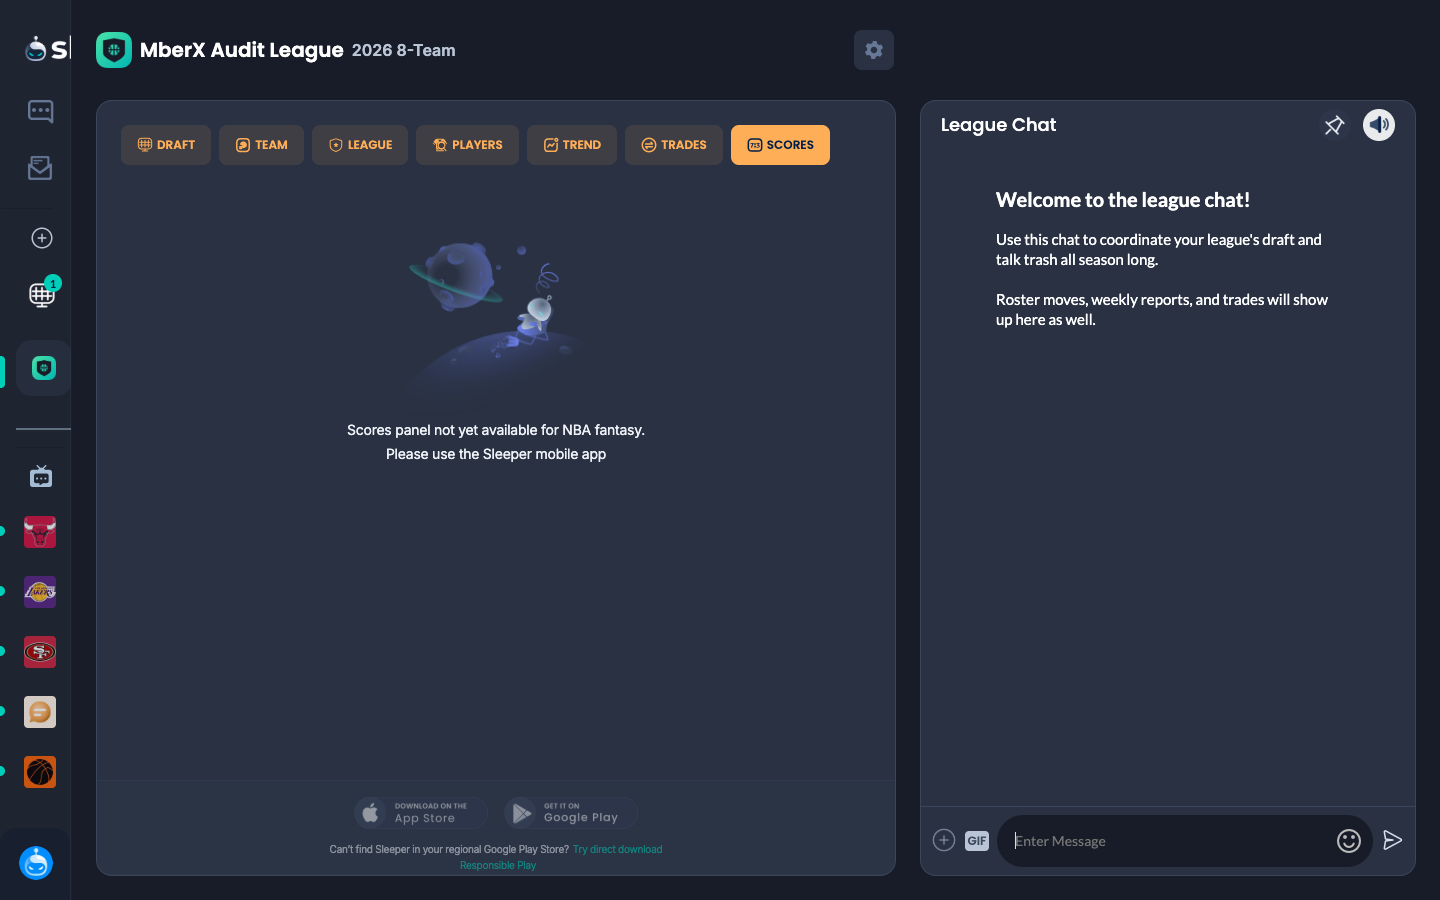 MberX Audit League 2026 8-Team
DRAFT
TEAM
LEAGUE
PLAYERS
TREND
TRADES
SCORES
1
Scores panel not yet available for NBA fantasy.
Please use the Sleeper mobile app
DOWNLOAD ON THE
App Store
GET IT ON
Google Play
Can't find Sleeper in your regional Google Play Store? Try direct download
Responsible Play
League Chat
Welcome to the league chat!
Use this chat to coordinate your league's draft and
talk trash all season long.
Roster moves, weekly reports, and trades will show
up here as well.
GIF
Enter Message